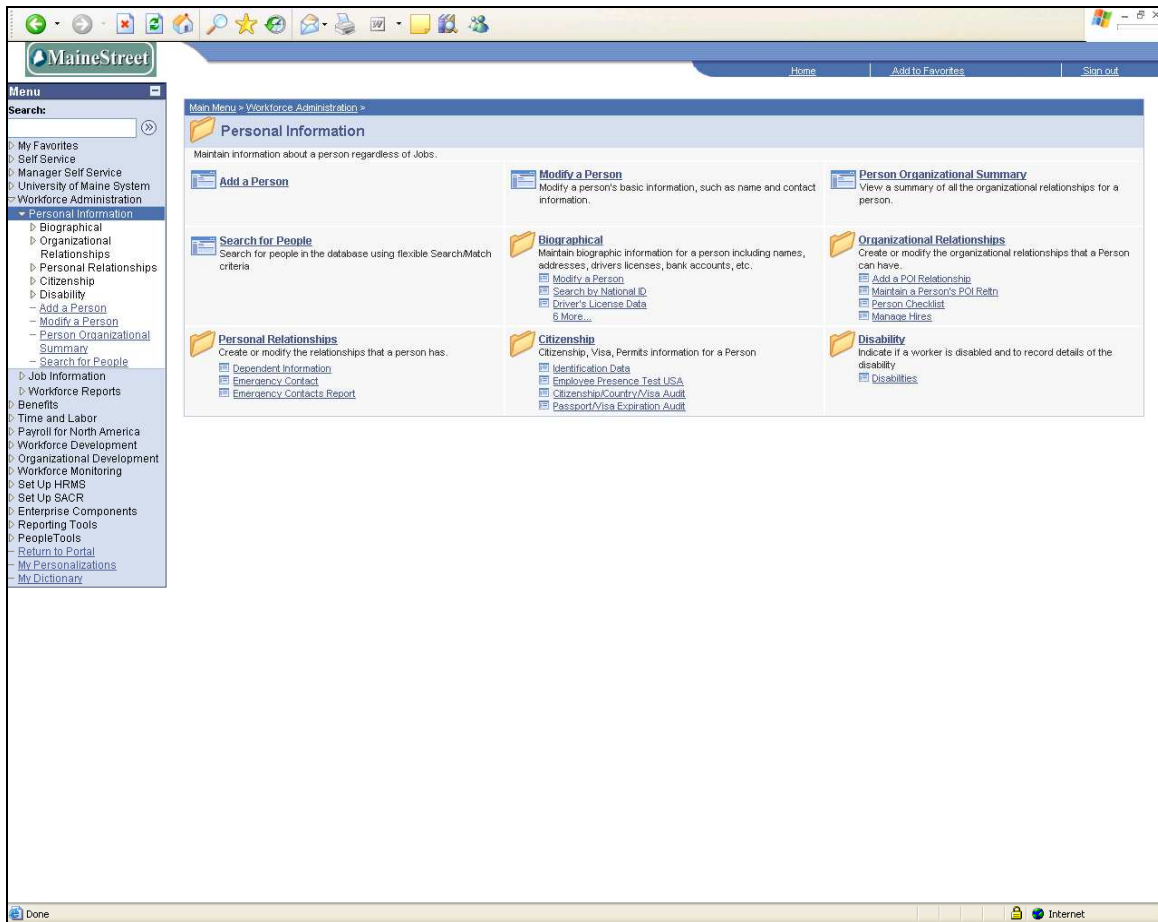 MaineStreet
Home
Add to Favorites
Sign out
Menu
Search:
My Favorites
Self Service
Manager Self Service
University of Maine System
Workforce Administration
Personal Information
Biographical
Organizational
Relationships
Personal Relationships
Citizenship
Disability
Add a Person
Modify a Person
Person Organizational
Summary
Search for People
Job Information
Workforce Reports
Benefits
Time and Labor
Payroll for North America
Workforce Development
Organizational Development
Workforce Monitoring
Set Up HRMS
Set Up SACR
Enterprise Components
Reporting Tools
PeopleTools
Return to Portal
My Personalizations
My Dictionary
Main Menu > Workforce Administration >
Personal Information
Maintain information about a person regardless of Jobs.
Add a Person
Modify a Person
Modify a person's basic information, such as name and contact
information.
Person Organizational Summary
View a summary of all the organizational relationships for a
person.
Search for People
Search for people in the database using flexible Search/Match
criteria
Biographical
Maintain biographic information for a person including names,
addresses, drivers licenses, bank accounts, etc.
Modify a Person
Search by National ID
Driver's License Data
6 More...
Organizational Relationships
Create or modify the organizational relationships that a Person
can have.
Add a POI Relationship
Maintain a Person's POI Reltn
Person Checklist
Manage Hires
Personal Relationships
Create or modify the relationships that a person has.
Dependent Information
Emergency Contact
Emergency Contacts Report
Citizenship
Citizenship, Visa, Permits information for a Person
Identification Data
Employee Presence Test USA
Citizenship/Country/Visa Audit
Passport/Visa Expiration Audit
Disability
Indicate if a worker is disabled and to record details of the
disability
Disabilities
Done
Internet